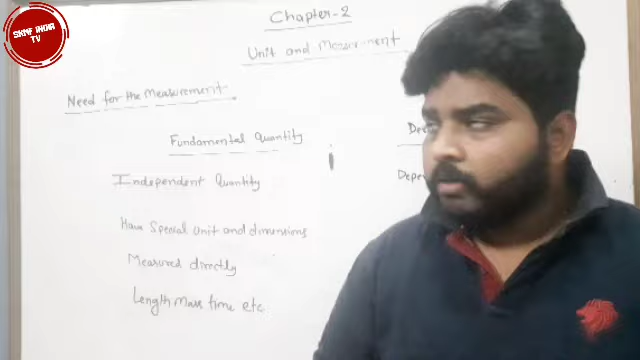 SKMF INDIA
TV
Chapter-2
Unit and Measurement
Need for the Measurement
Fundamental Quantity
Independent Quantity
Have Special unit and dimensions
Measured directly
Length mass time etc.